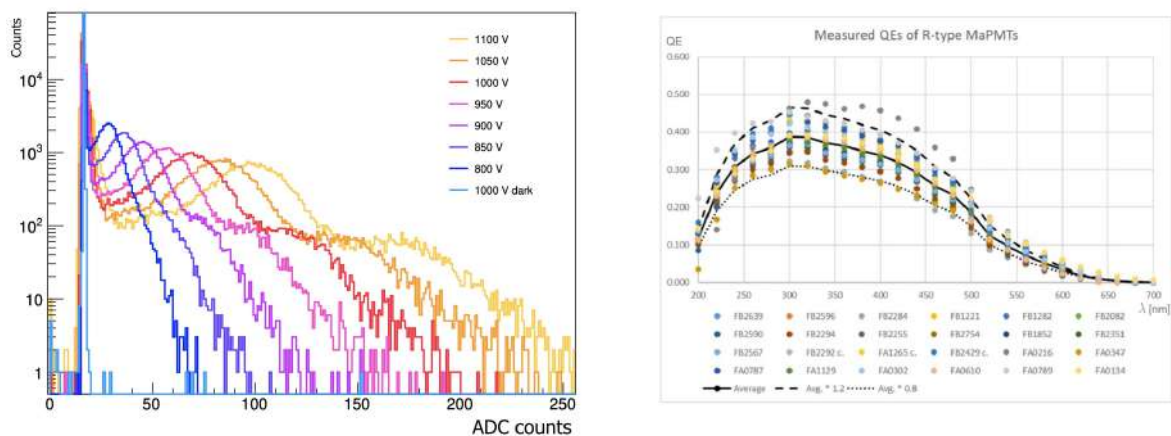 Counts
10⁴
10³
10²
10
1
0
50
100
150
200
250
ADC counts
1100 V
1050 V
1000 V
950 V
900 V
850 V
800 V
1000 V dark
Measured QEs of R-type MaPMTs
QE
0.600
0.500
0.400
0.300
0.200
0.100
0.000
200 250 300 350 400 450 500 550 600 650 700
λ [nm]
FB2639 FB2596 FB2284 FB1221 FB1282 FB2082
FB2590 FB2294 FB2255 FB2754 FB1852 FB2351
FB2567 FB2292 c. FA1265 c. FB2429 c. FA0216 FA0347
FA0787 FA1129 FA0302 FA0610 FA0789 FA0134
Average Avg. * 1.2 Avg. * 0.8